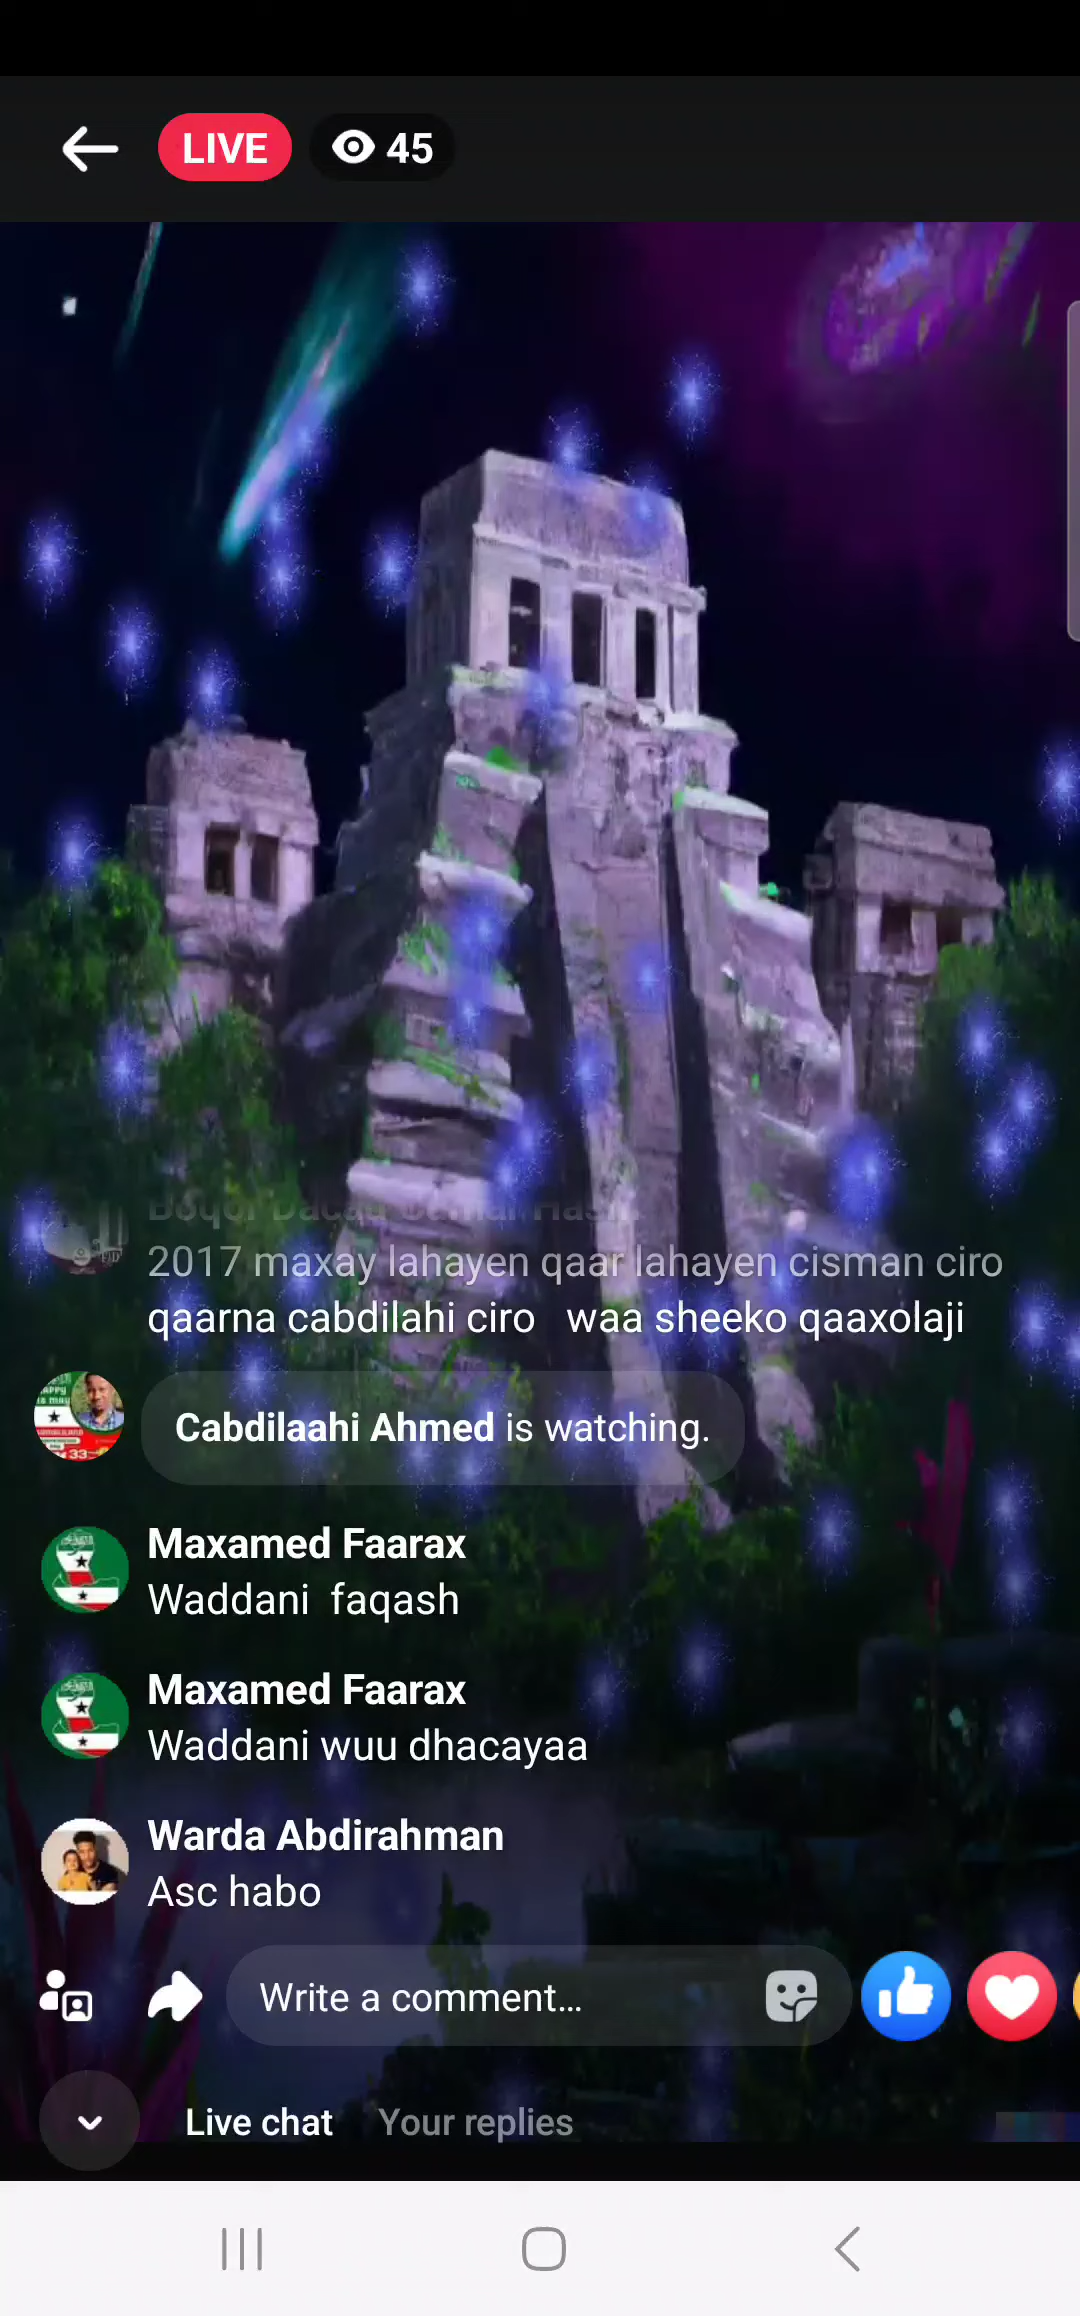 LIVE 45
2017 maxay lahayen qaar lahayen cisman ciro
qaarna cabdilahi ciro waa sheeko qaaxolaji
Cabdilaahi Ahmed is watching.
Maxamed Faarax
Waddani faqash
Maxamed Faarax
Waddani wuu dhacayaa
Warda Abdirahman
Asc habo
Write a comment...
Live chat Your replies